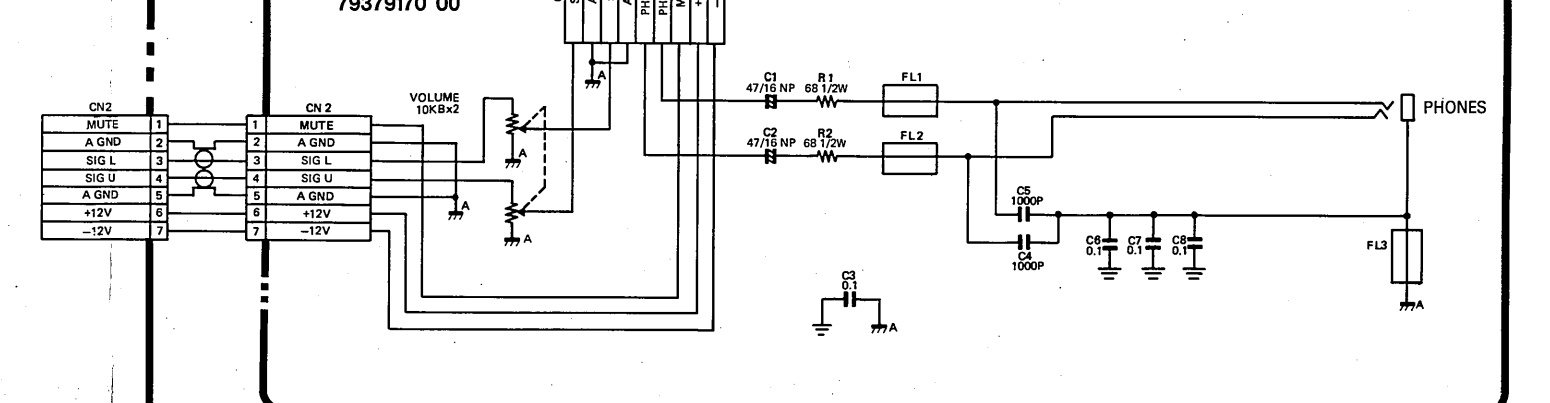 79379170 00
PH
PH
M
+
A
C1
47/16 NP
R1
68 1/2W
FL1
PHONES
VOLUME
10KBx2
CN2
MUTE 1
A GND 2
SIG L 3
SIG U 4
A GND 5
+12V 6
−12V 7
CN 2
1 MUTE
2 A GND
3 SIG L
4 SIG U
5 A GND
6 +12V
7 −12V
A
A
A
C2
47/16 NP
R2
68 1/2W
FL2
C5
1000P
C4
1000P
C6
0.1
C7
0.1
C8
0.1
FL3
A
C3
0.1
A